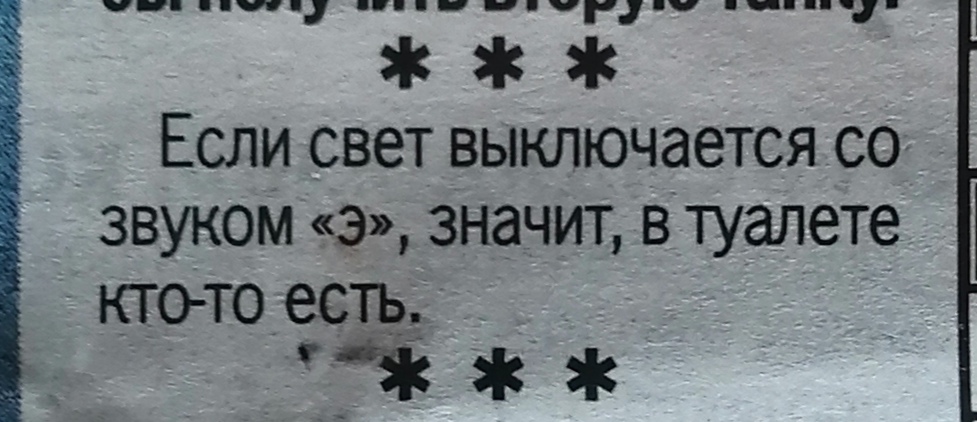 * * *
Если свет выключается со
звуком «э», значит, в туалете
кто-то есть.
* * *